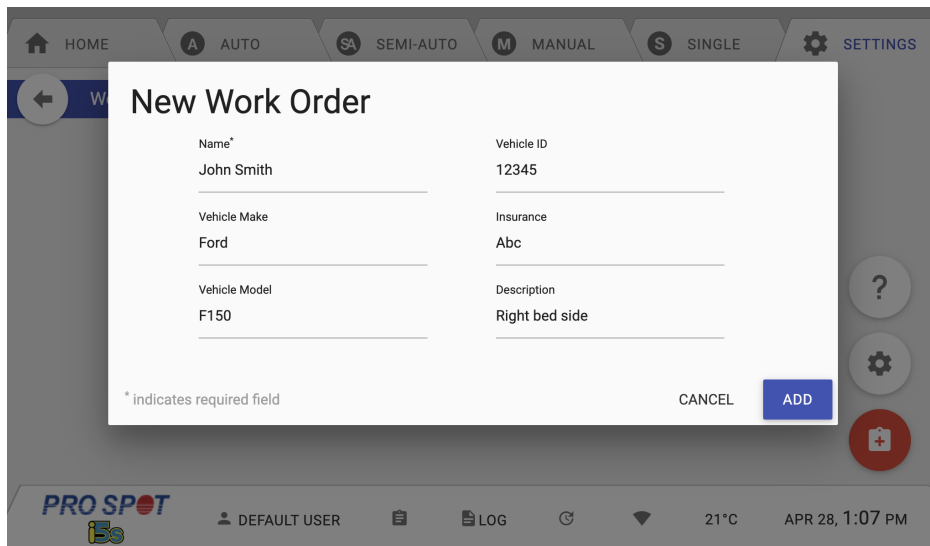 HOME
A AUTO
SA SEMI-AUTO
M MANUAL
S SINGLE
SETTINGS
New Work Order
Name*
John Smith
Vehicle ID
12345
Vehicle Make
Ford
Insurance
Abc
Vehicle Model
F150
Description
Right bed side
?
* indicates required field
CANCEL
ADD
PRO SPOT
i5s
DEFAULT USER
LOG
21°C
APR 28, 1:07 PM